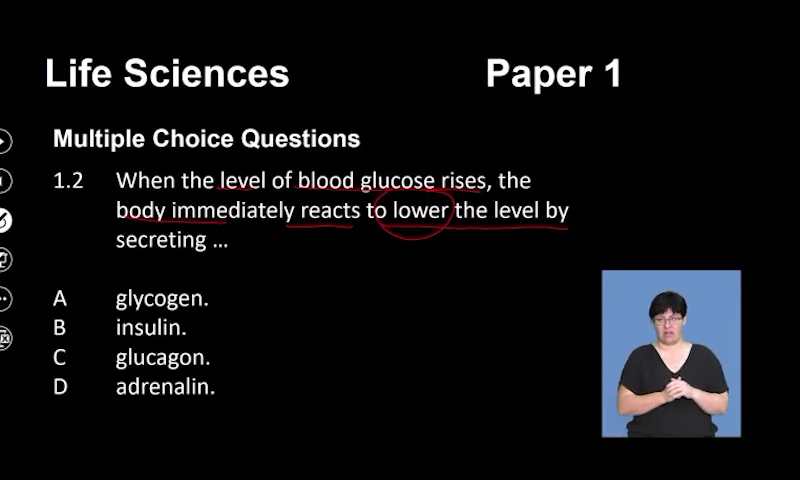 Life Sciences Paper 1
Multiple Choice Questions
1.2 When the level of blood glucose rises, the
body immediately reacts to lower the level by
secreting ...
A glycogen.
B insulin.
C glucagon.
D adrenalin.